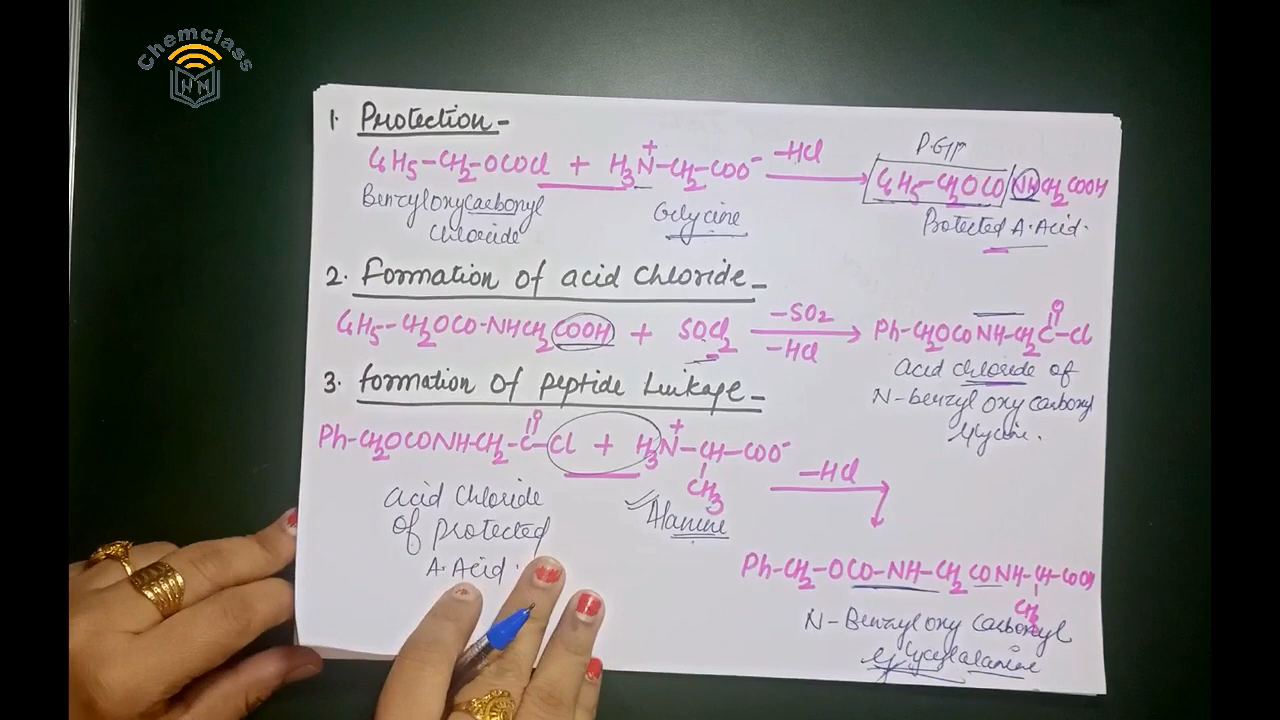 Chemclass
NM
1. Protection -
C6H5-CH2-OCOCl + H3N+-CH2-COO- -HCl C6H5-CH2OCO NHCH2COOH
P.Grp
Benzyloxycarbonyl
Chloride
Glycine
Protected A.Acid.
2. Formation of acid Chloride -
C6H5-CH2OCO-NHCH2COOH + SOCl2 -SO2 -HCl Ph-CH2OCONH-CH2C(=O)-Cl
acid chloride of
N-benzyl oxy carbonyl
glycine.
3. formation of peptide Linkage -
Ph-CH2OCONH-CH2-C(=O)-Cl + H3N+-CH-COO- -HCl
CH3
acid Chloride
of protected
A.Acid.
Alanine
Ph-CH2-OCO-NH-CH2CONH-CH-COOH
CH3
N-Benzyl oxy Carbonyl
glycylalanine